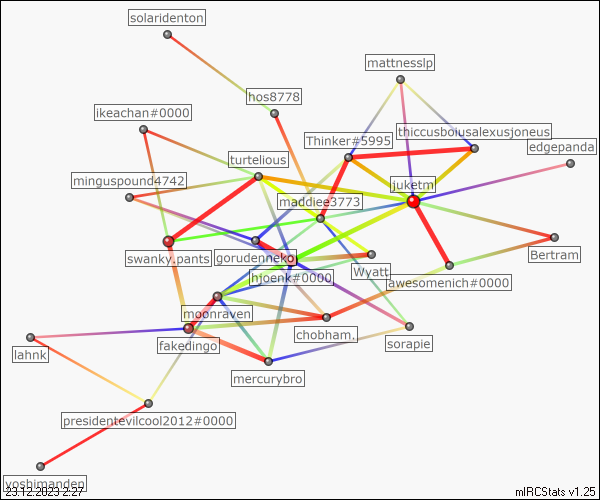 solaridenton
mattnesslp
hos8778
ikeachan#0000
thiccusboiusalexusjoneus
Thinker#5995
edgepanda
turtelious
minguspound4742
juketm
maddiee3773
swanky.pants
gorudenneko
Wyatt
Bertram
hjoenk#0000
awesomenich#0000
moonraven
chobham,
sorapie
fakedingo
lahnk
mercurybro
presidentevilcool2012#0000
yoshimanden
23.12.2023 2:27
mIRCStats v1.25